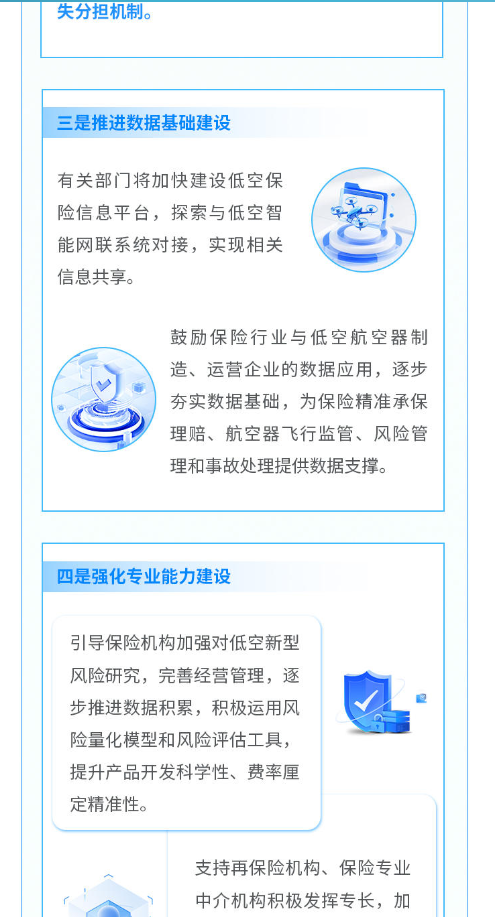 失分担机制。
三是推进数据基础建设
有关部门将加快建设低空保
险信息平台，探索与低空智
能网联系统对接，实现相关
信息共享。
鼓励保险行业与低空航空器制
造、运营企业的数据应用，逐步
夯实数据基础，为保险精准承保
理赔、航空器飞行监管、风险管
理和事故处理提供数据支撑。
四是强化专业能力建设
引导保险机构加强对低空新型
风险研究，完善经营管理，逐
步推进数据积累，积极运用风
险量化模型和风险评估工具，
提升产品开发科学性、费率厘
定精准性。
支持再保险机构、保险专业
中介机构积极发挥专长，加